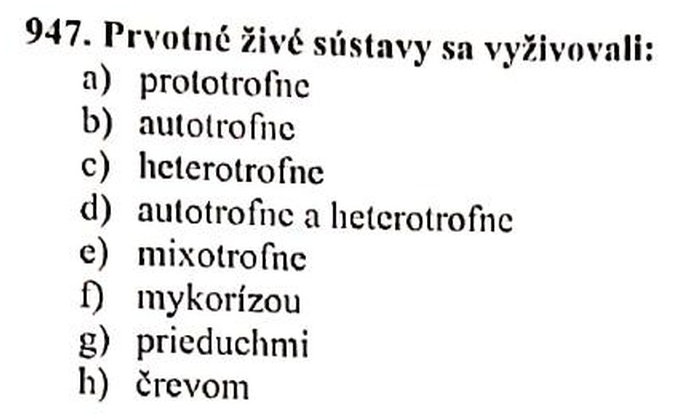 947. Prvotné živé sústavy sa vyživovali:
a) prototrofne
b) autotrofne
c) heterotrofne
d) autotrofne a heterotrofne
e) mixotrofne
f) mykorízou
g) prieduchmi
h) črevom